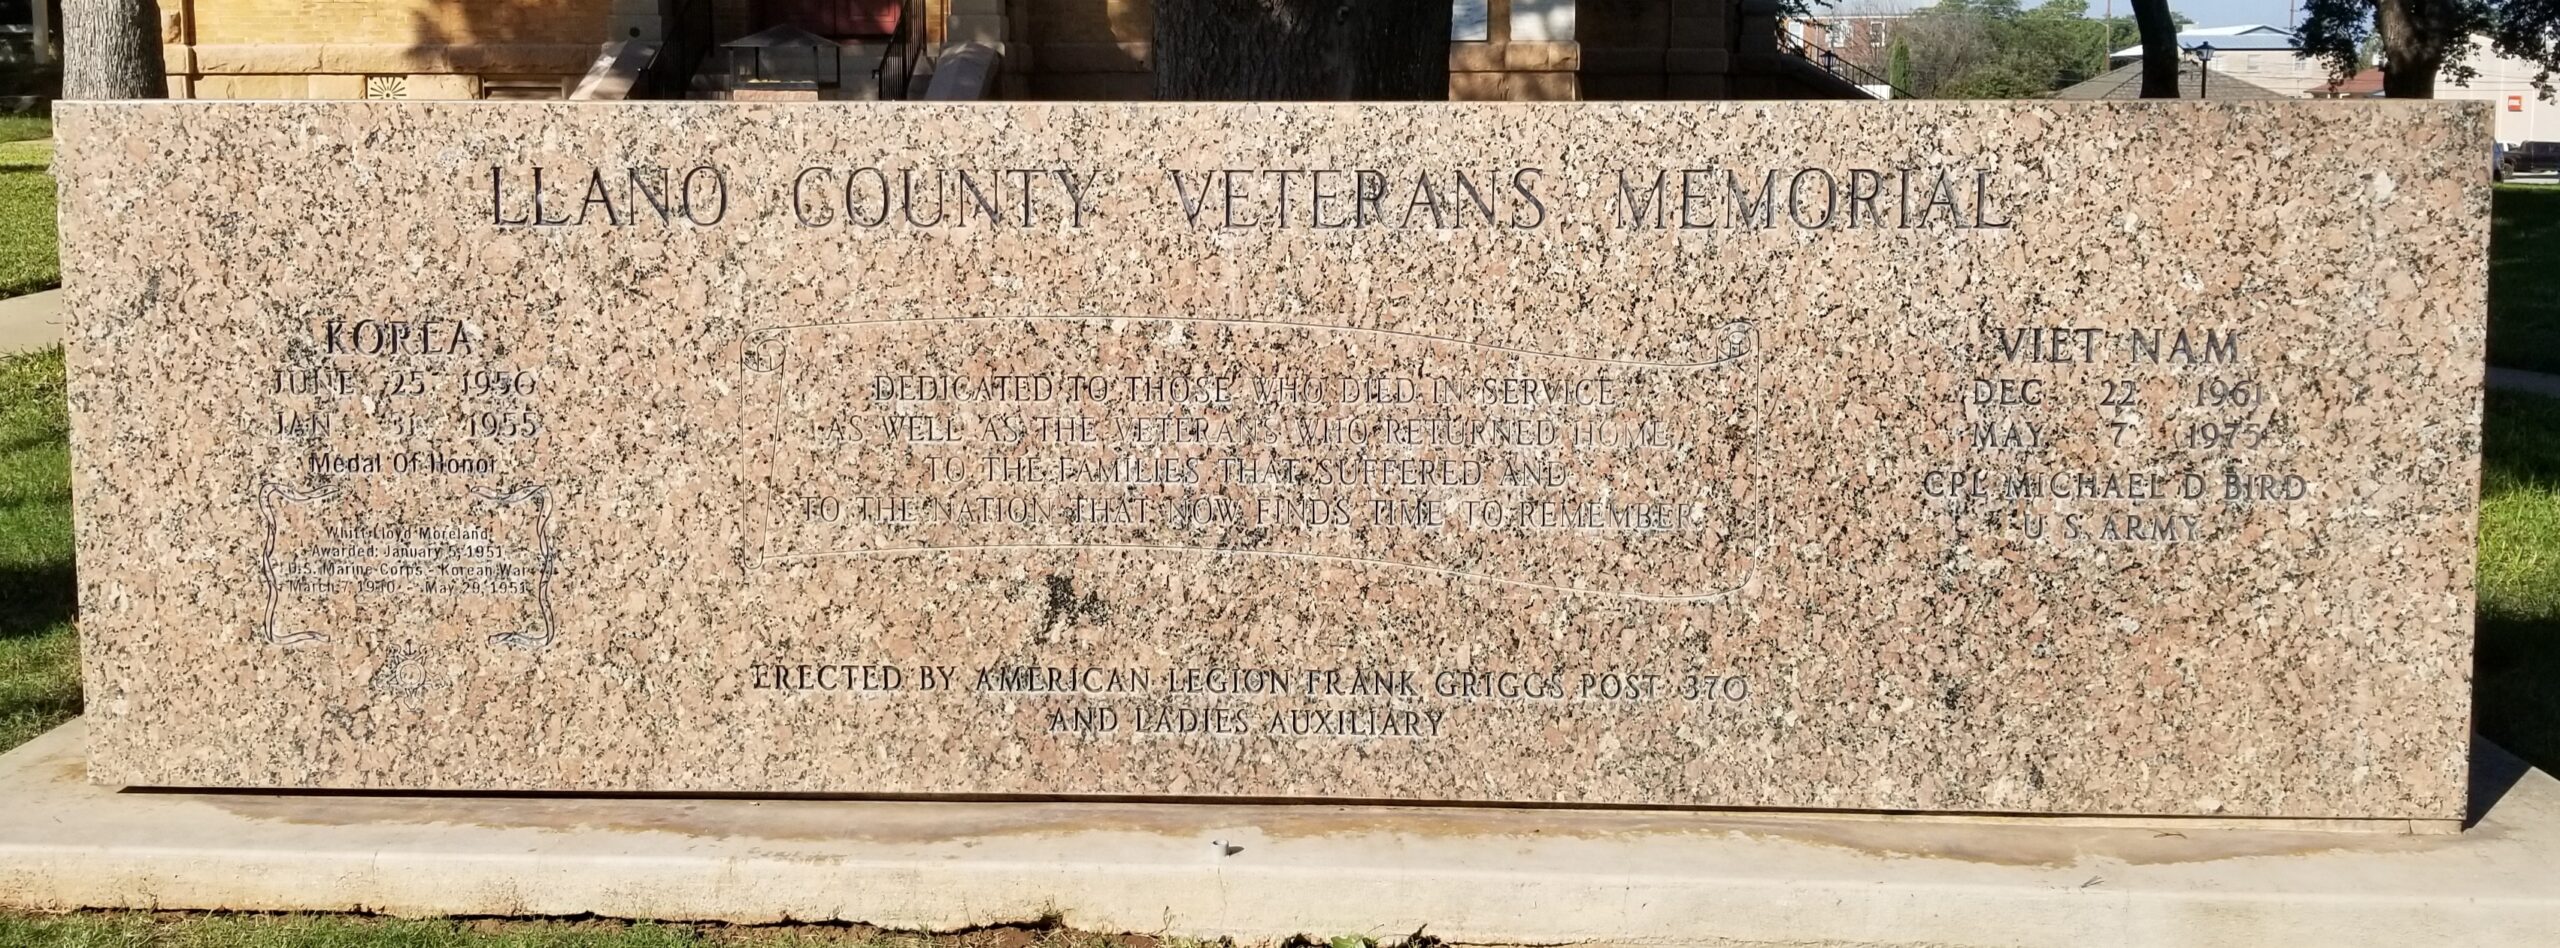 LLANO COUNTY VETERANS MEMORIAL
KOREA
JUNE 25 1950
JAN 31 1955
Medal Of Honor
Whitt Lloyd Moreland
Awarded: January 5, 1951
U.S. Marine Corps - Korean War
March 7, 1930 - May 29, 1951
DEDICATED TO THOSE WHO DIED IN SERVICE
AS WELL AS THE VETERANS WHO RETURNED HOME
TO THE FAMILIES THAT SUFFERED AND
TO THE NATION THAT NOW FINDS TIME TO REMEMBER
ERECTED BY AMERICAN LEGION FRANK GRIGGS POST 370
AND LADIES AUXILIARY
VIET NAM
DEC 22 1961
MAY 7 1975
CPL MICHAEL D BIRD
U S ARMY